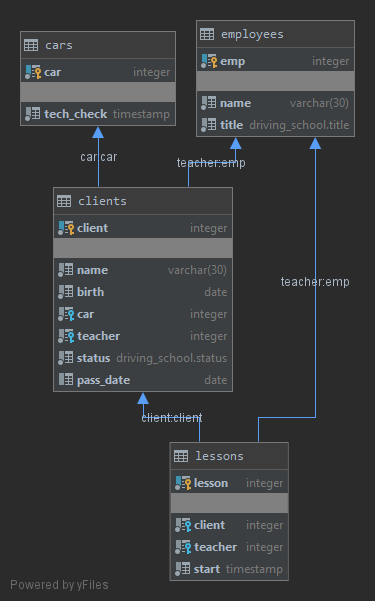 cars
car integer
tech_check timestamp
employees
emp integer
name varchar(30)
title driving_school.title
car:car
teacher:emp
clients
client integer
name varchar(30)
birth date
car integer
teacher integer
status driving_school.status
pass_date date
teacher:emp
client:client
lessons
lesson integer
client integer
teacher integer
start timestamp
Powered by yFiles